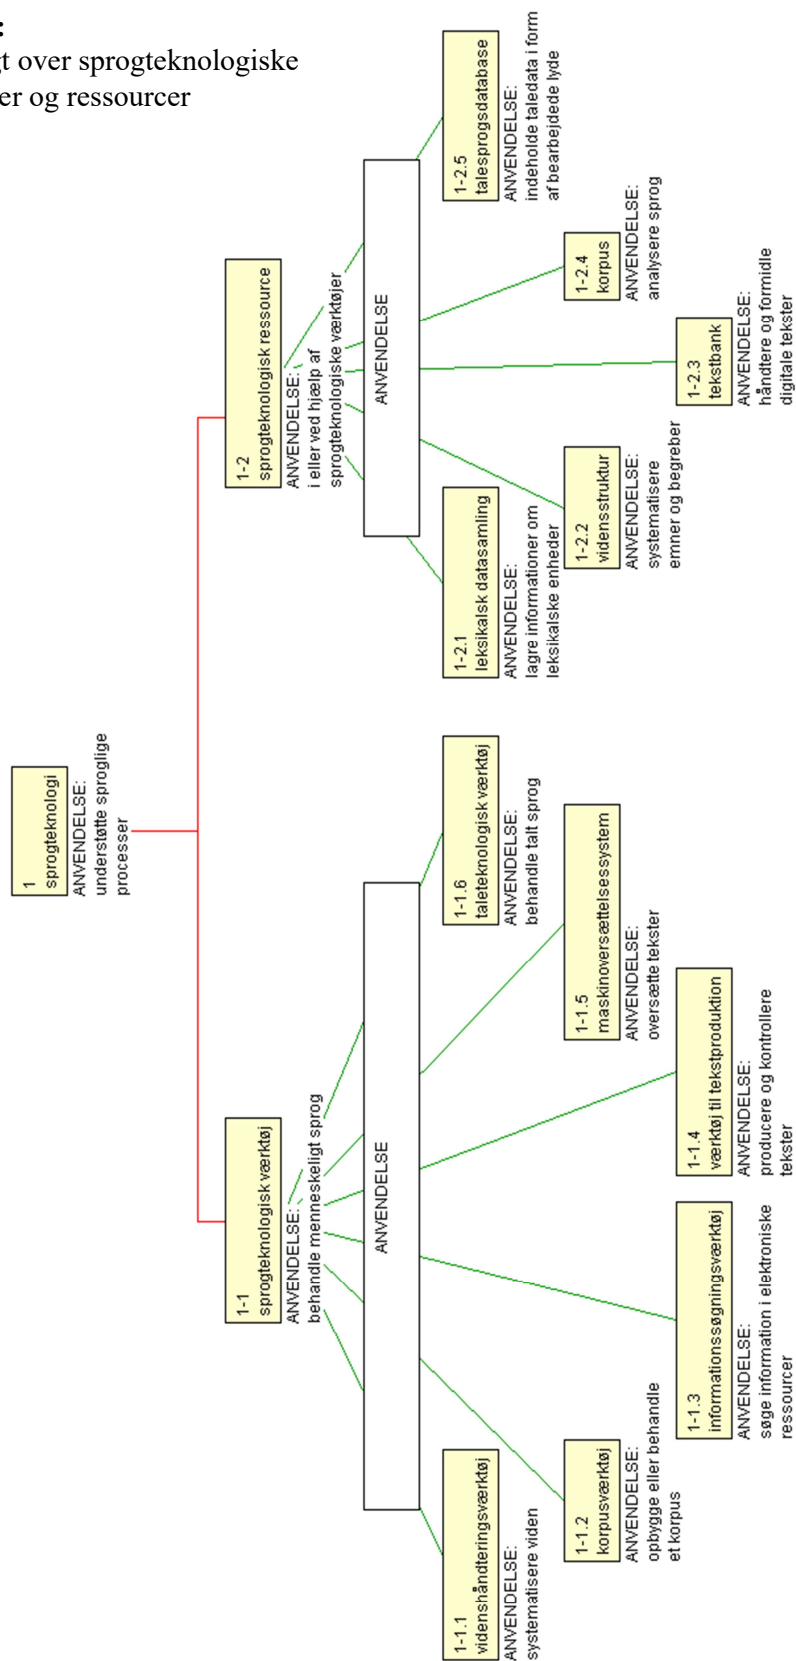 :
t over sprogteknologiske
er og ressourcer
1
sprogteknologi
ANVENDELSE:
understøtte sproglige
processer
1-1
sprogteknologisk værktøj
ANVENDELSE:
behandle menneskeligt sprog
ANVENDELSE
1-1.1
videnshåndteringsværktøj
ANVENDELSE:
systematisere viden
1-1.2
korpusværktøj
ANVENDELSE:
opbygge eller behandle
et korpus
1-1.3
informationssøgningsværktøj
ANVENDELSE:
søge information i elektroniske
ressourcer
1-1.4
værktøj til tekstproduktion
ANVENDELSE:
producere og kontrollere
tekster
1-1.5
maskinoversættelsessystem
ANVENDELSE:
oversætte tekster
1-1.6
taleteknologisk værktøj
ANVENDELSE:
behandle talt sprog
1-2
sprogteknologisk ressource
ANVENDELSE:
i eller ved hjælp af
sprogteknologiske værktøjer
ANVENDELSE
1-2.1
leksikalsk datasamling
ANVENDELSE:
lagre informationer om
leksikalske enheder
1-2.2
vidensstruktur
ANVENDELSE:
systematisere
emner og begreber
1-2.3
tekstbank
ANVENDELSE:
håndtere og formidle
digitale tekster
1-2.4
korpus
ANVENDELSE:
analysere sprog
1-2.5
talesprogsdatabase
ANVENDELSE:
indeholde taledata i form
af bearbejdede lyde